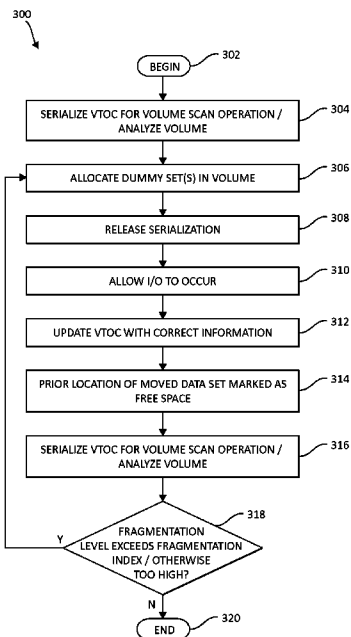 300
BEGIN
302
SERIALIZE VTOC FOR VOLUME SCAN OPERATION /
ANALYZE VOLUME
304
ALLOCATE DUMMY SET(S) IN VOLUME
306
RELEASE SERIALIZATION
308
ALLOW I/O TO OCCUR
310
UPDATE VTOC WITH CORRECT INFORMATION
312
PRIOR LOCATION OF MOVED DATA SET MARKED AS
FREE SPACE
314
SERIALIZE VTOC FOR VOLUME SCAN OPERATION /
ANALYZE VOLUME
316
FRAGMENTATION
LEVEL EXCEEDS FRAGMENTATION
INDEX / OTHERWISE
TOO HIGH?
318
Y
N
END
320